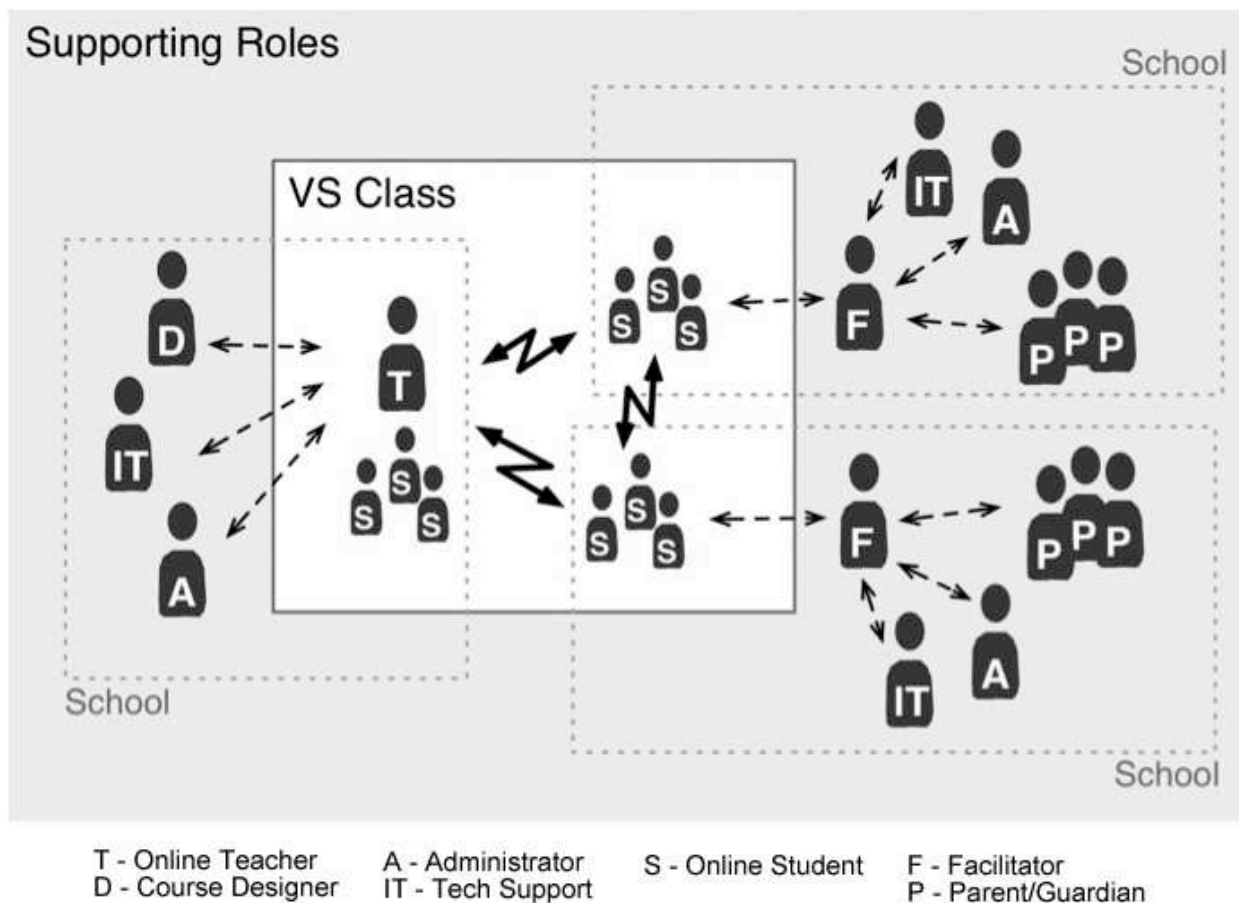 Supporting Roles
School
VS Class
IT
A
D
S
S
S
F
T
P
P
P
IT
S
S
S
A
S
S
S
F
P
P
P
IT
A
School
School
T - Online Teacher
A - Administrator
S - Online Student
F - Facilitator
D - Course Designer
IT - Tech Support
P - Parent/Guardian